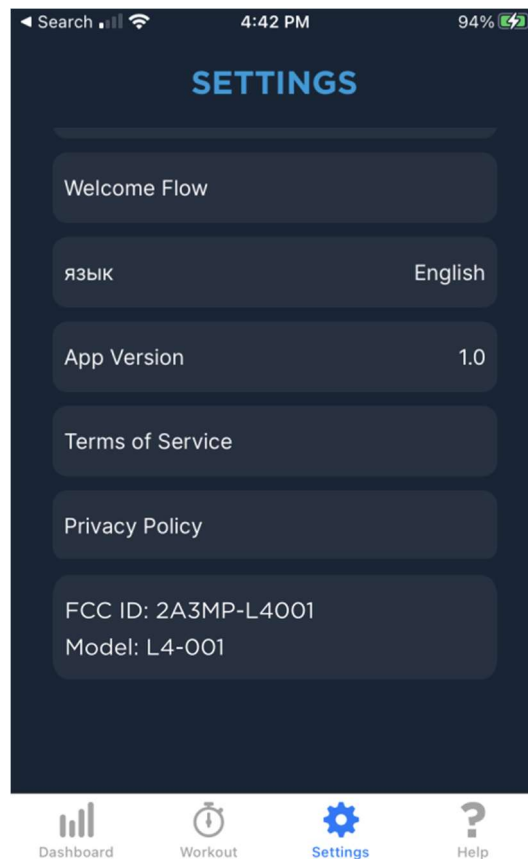 ◄ Search 4:42 PM 94%
SETTINGS
Welcome Flow
язык English
App Version 1.0
Terms of Service
Privacy Policy
FCC ID: 2A3MP-L4001
Model: L4-001
Dashboard Workout Settings Help